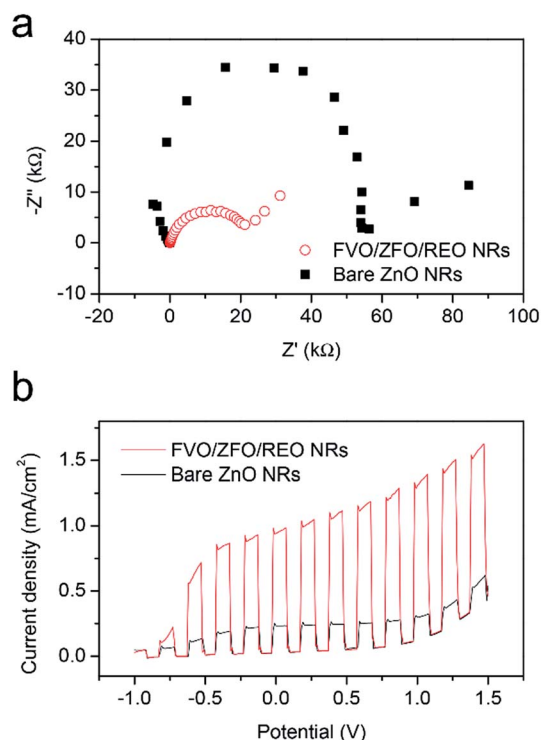 a
40
30
20
10
0
-10
-Z'' (kΩ)
FVO/ZFO/REO NRs
Bare ZnO NRs
-20 0 20 40 60 80 100
Z' (kΩ)
b
FVO/ZFO/REO NRs
Bare ZnO NRs
1.5
1.0
0.5
0.0
Current density (mA/cm²)
-1.0 -0.5 0.0 0.5 1.0 1.5
Potential (V)